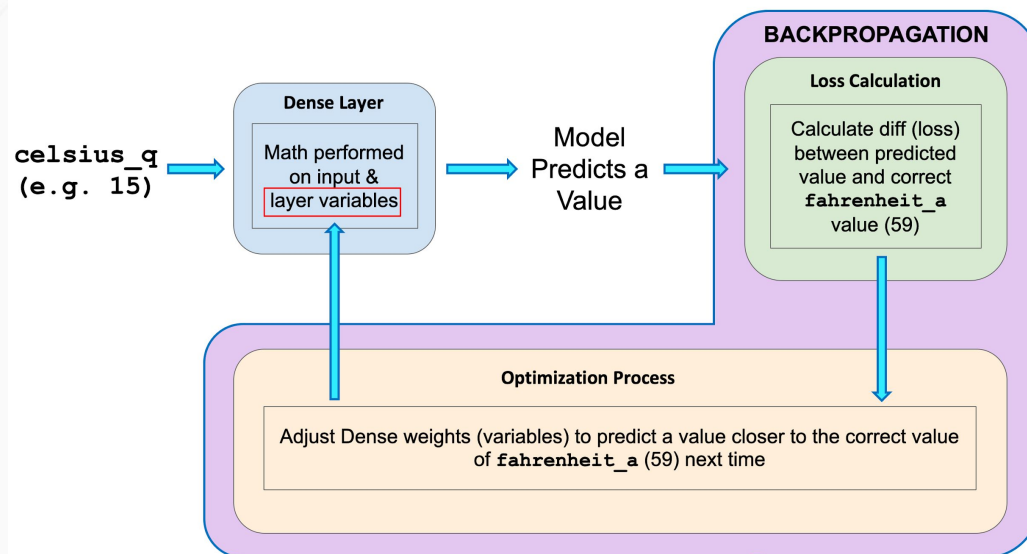 BACKPROPAGATION
Dense Layer
Math performed
on input &
layer variables
celsius_q
(e.g. 15)
Model
Predicts a
Value
Loss Calculation
Calculate diff (loss)
between predicted
value and correct
fahrenheit_a
value (59)
Optimization Process
Adjust Dense weights (variables) to predict a value closer to the correct value
of fahrenheit_a (59) next time